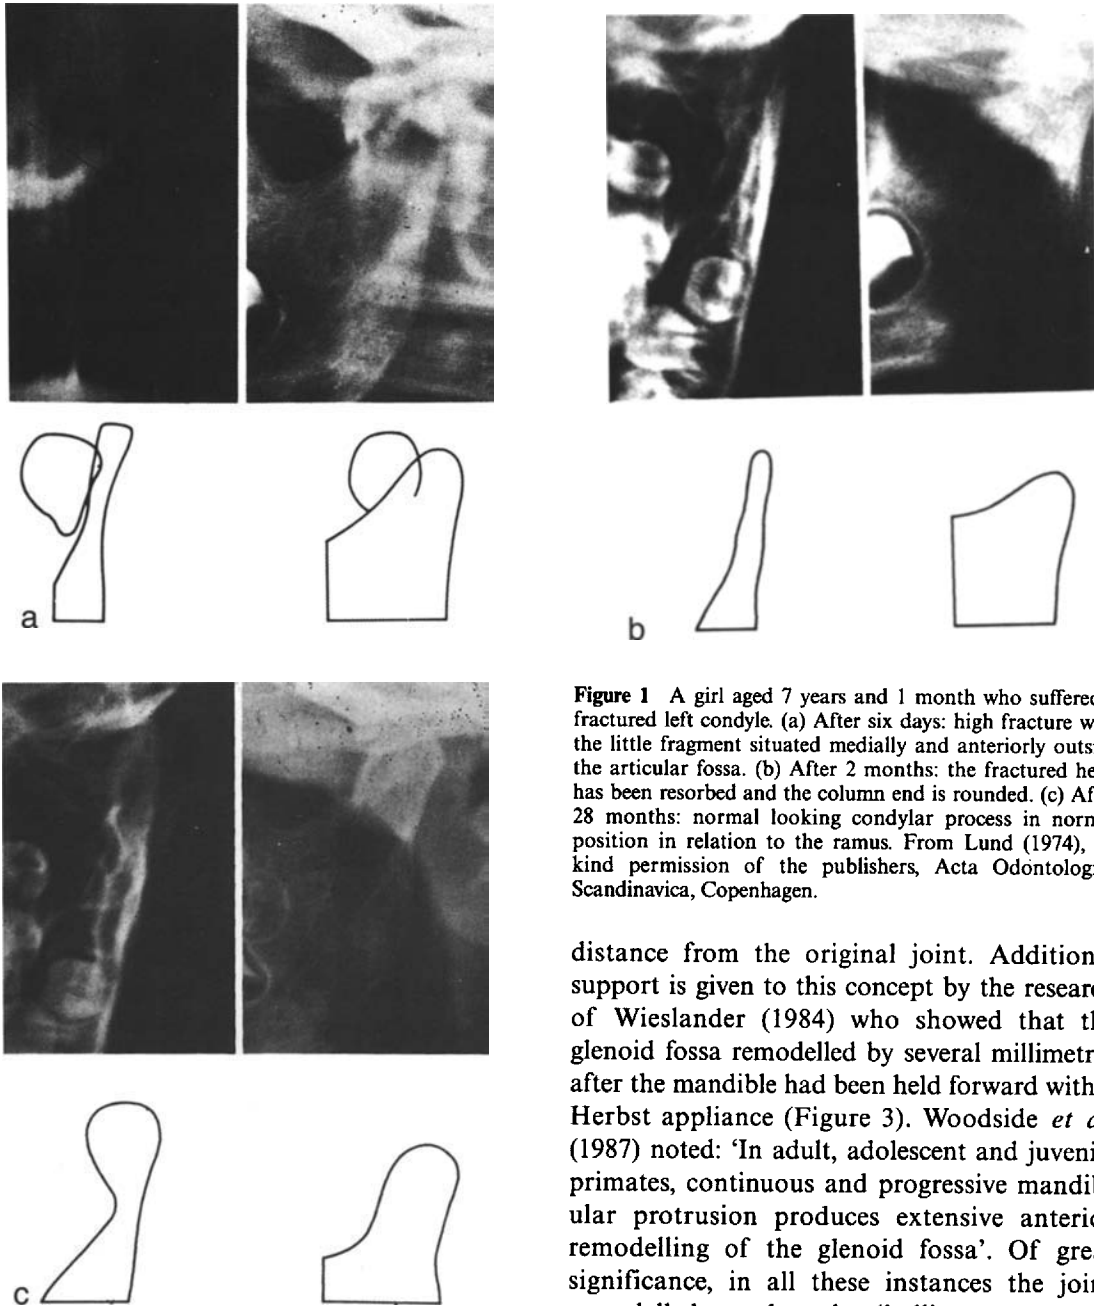 a
b
c
Figure 1 A girl aged 7 years and 1 month who suffered
fractured left condyle. (a) After six days: high fracture w
the little fragment situated medially and anteriorly outs
the articular fossa. (b) After 2 months: the fractured he
has been resorbed and the column end is rounded. (c) Af
28 months: normal looking condylar process in norm
position in relation to the ramus. From Lund (1974),
kind permission of the publishers, Acta Odontolog
Scandinavica, Copenhagen.
distance from the original joint. Addition
support is given to this concept by the resear
of Wieslander (1984) who showed that th
glenoid fossa remodelled by several millimetr
after the mandible had been held forward with
Herbst appliance (Figure 3). Woodside et a
(1987) noted: ‘In adult, adolescent and juveni
primates, continuous and progressive mandib
ular protrusion produces extensive anteri
remodelling of the glenoid fossa’. Of gre
significance, in all these instances the join